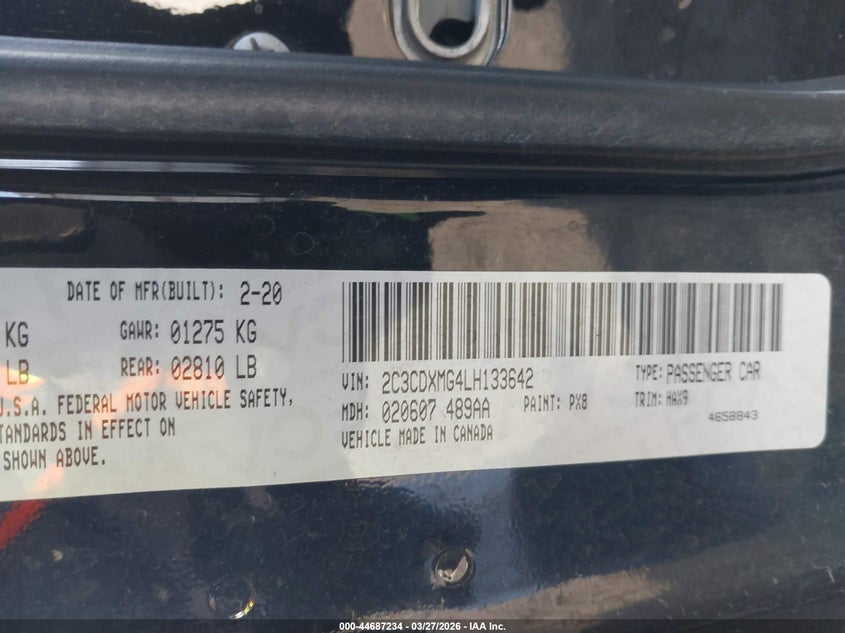 DATE OF MFR(BUILT): 2-20
KG GAWR: 01275 KG
LB REAR: 02810 LB
U.S.A. FEDERAL MOTOR VEHICLE SAFETY,
STANDARDS IN EFFECT ON
SHOWN ABOVE.
VIN: 2C3CDXMG4LH133642 TYPE: PASSENGER CAR
MDH: 020607 489AA PAINT: PX8 TRIM: HAX9
VEHICLE MADE IN CANADA 4658843
000-44687234 — 03/27/2026 — IAA Inc.